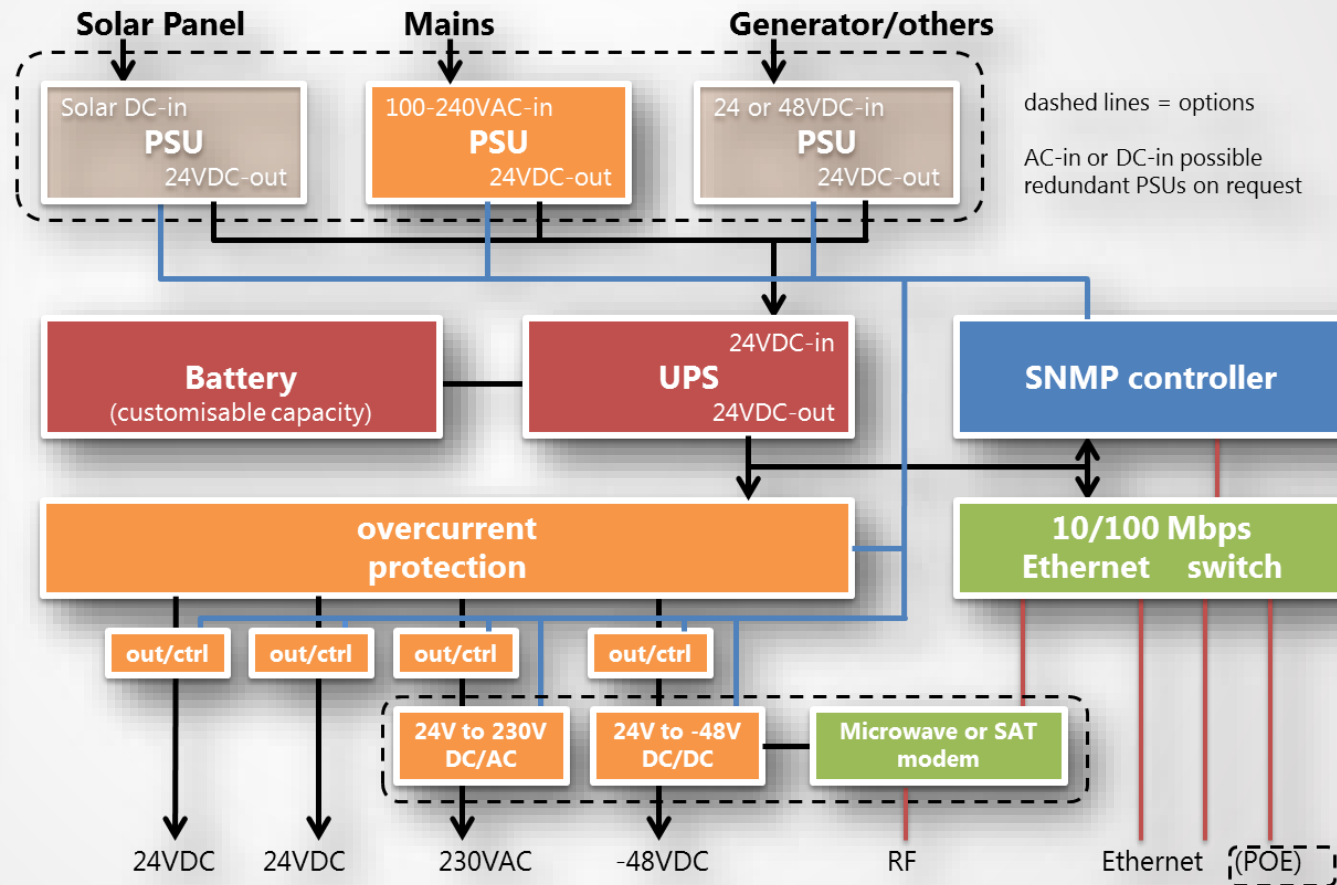 Solar Panel
Mains
Generator/others
Solar DC-in
PSU
24VDC-out
100-240VAC-in
PSU
24VDC-out
24 or 48VDC-in
PSU
24VDC-out
dashed lines = options
AC-in or DC-in possible
redundant PSUs on request
Battery
(customisable capacity)
24VDC-in
UPS
24VDC-out
SNMP controller
overcurrent
protection
10/100 Mbps
Ethernet switch
out/ctrl
out/ctrl
out/ctrl
out/ctrl
24V to 230V
DC/AC
24V to -48V
DC/DC
Microwave or SAT
modem
24VDC
24VDC
230VAC
-48VDC
RF
Ethernet
(POE)